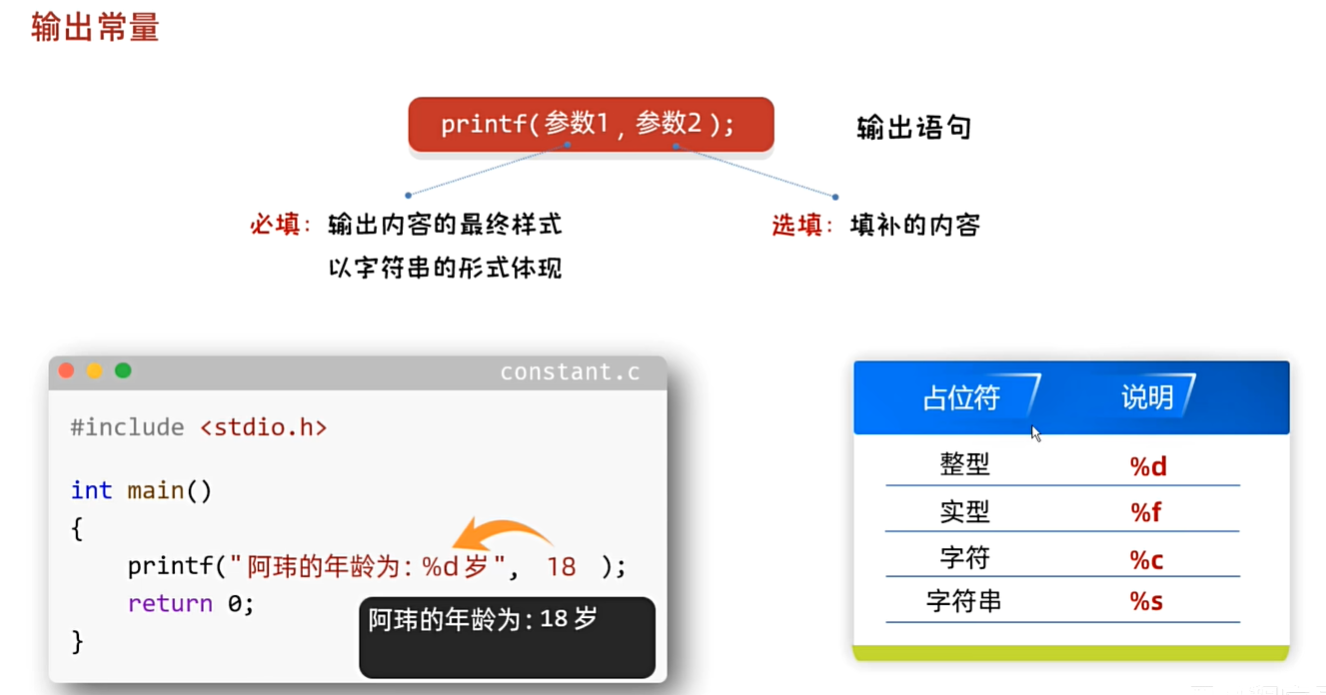 输出常量
printf(参数1,参数2);
输出语句
必填：输出内容的最终样式
以字符串的形式体现
选填：填补的内容
constant.c
#include <stdio.h>
int main()
{
printf("阿玮的年龄为：%d岁", 18 );
return 0;
}
阿玮的年龄为：18岁
占位符 说明
整型 %d
实型 %f
字符 %c
字符串 %s